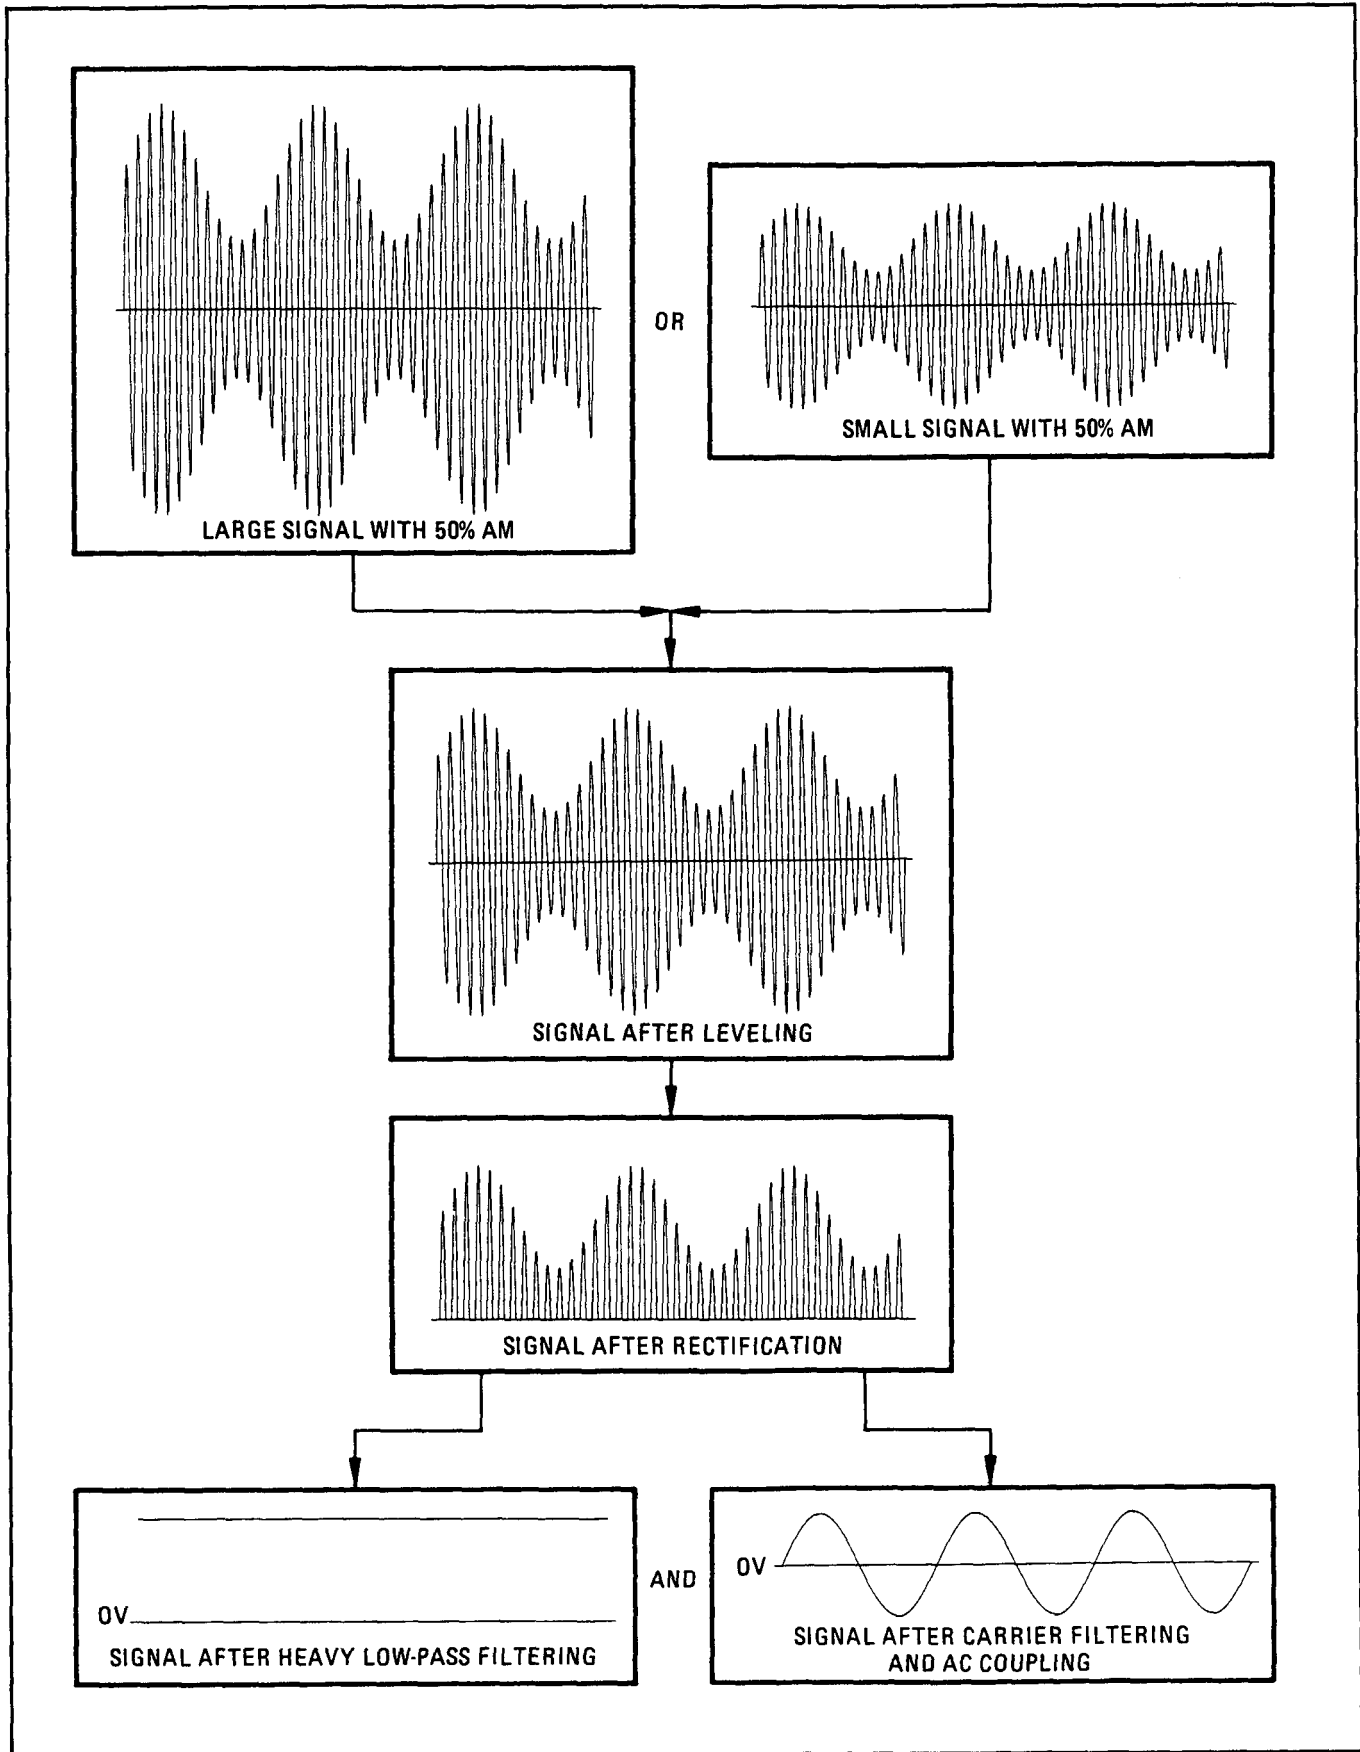 LARGE SIGNAL WITH 50% AM
OR
SMALL SIGNAL WITH 50% AM
SIGNAL AFTER LEVELING
SIGNAL AFTER RECTIFICATION
0V
SIGNAL AFTER HEAVY LOW-PASS FILTERING
AND
0V
SIGNAL AFTER CARRIER FILTERING
AND AC COUPLING